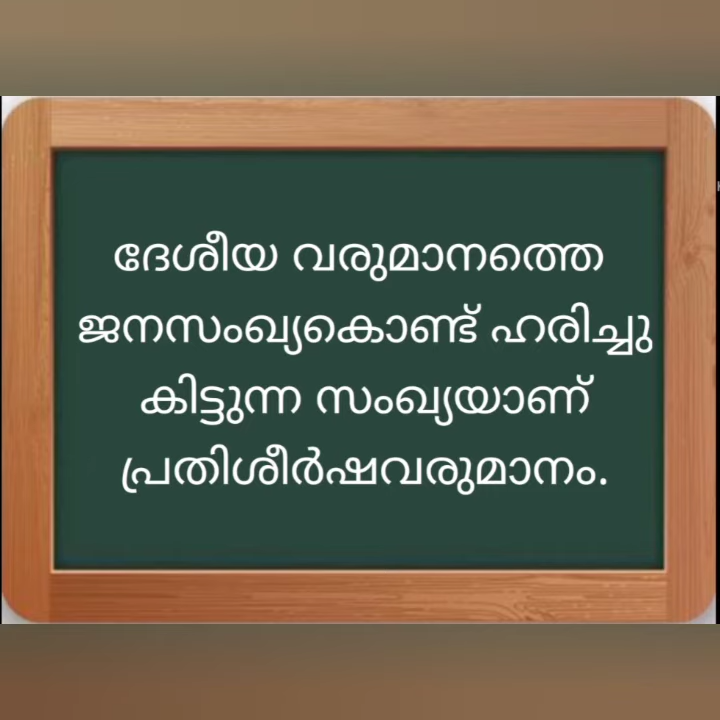 ദേശീയ വരുമാനത്തെ
ജനസംഖ്യകൊണ്ട് ഹരിച്ചു
കിട്ടുന്ന സംഖ്യയാണ്
പ്രതിശീർഷവരുമാനം.